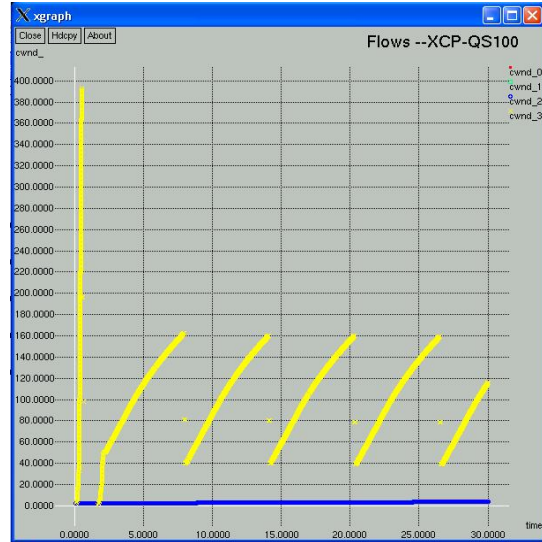 xgraph
Close Hdcpy About
Flows --XCP-QS100
cwnd_
cwnd_0
cwnd_1
cwnd_2
cwnd_3
400.0000
380.0000
360.0000
340.0000
320.0000
300.0000
280.0000
260.0000
240.0000
220.0000
200.0000
180.0000
160.0000
140.0000
120.0000
100.0000
80.0000
60.0000
40.0000
20.0000
0.0000
time
0.0000 5.0000 10.0000 15.0000 20.0000 25.0000 30.0000